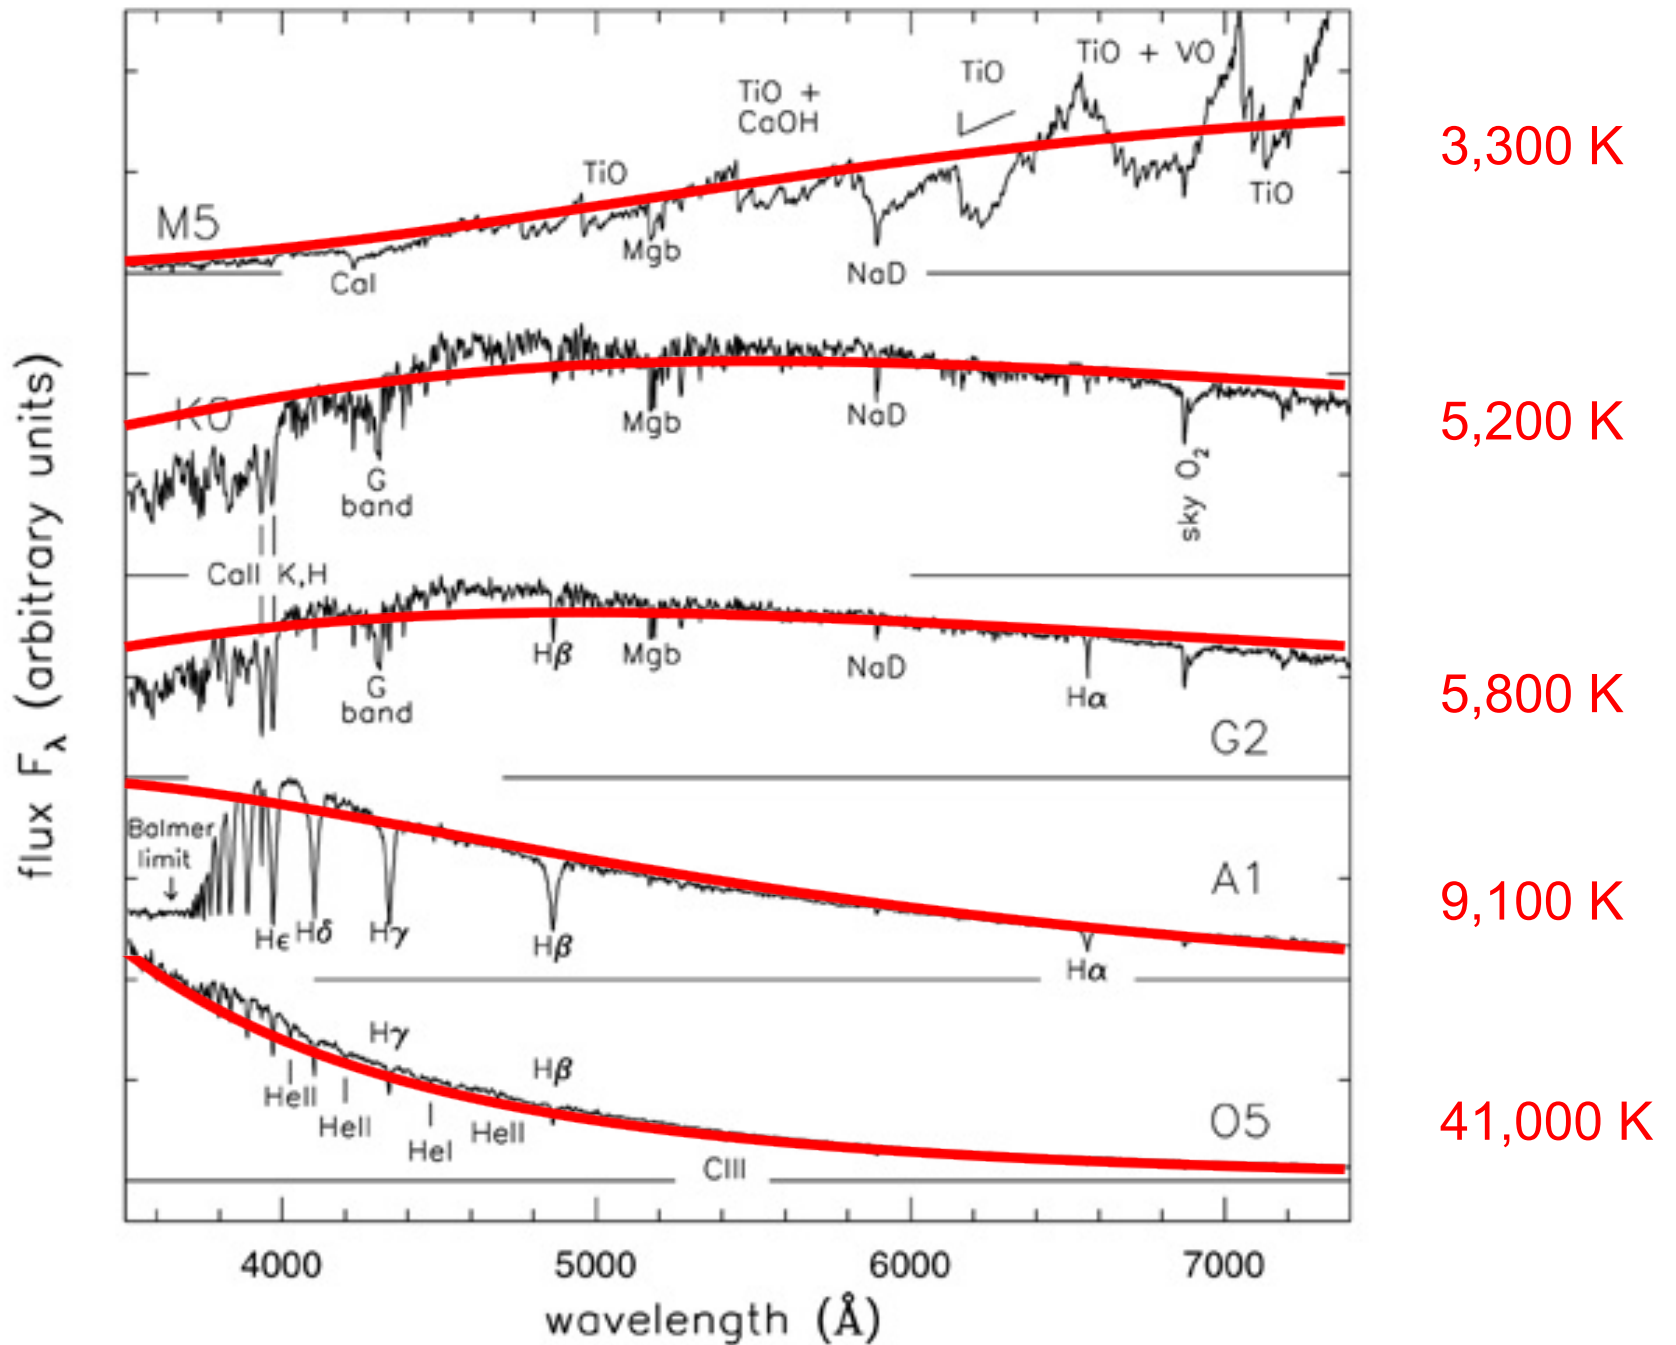 TiO + VO
TiO
TiO +
CaOH
TiO
3,300 K
TiO
M5
Mgb
NaD
CaI
K0
Mgb
NaD
5,200 K
G
band
sky O₂
CaII K,H
Hβ
Mgb
NaD
G
band
Hα
5,800 K
G2
Balmer
limit
A1
9,100 K
Hϵ
Hδ
Hγ
Hβ
Hα
Hγ
Hβ
HeII
HeII
HeI
HeII
O5
41,000 K
CIII
4000
5000
6000
7000
wavelength (Å)
flux Fλ (arbitrary units)